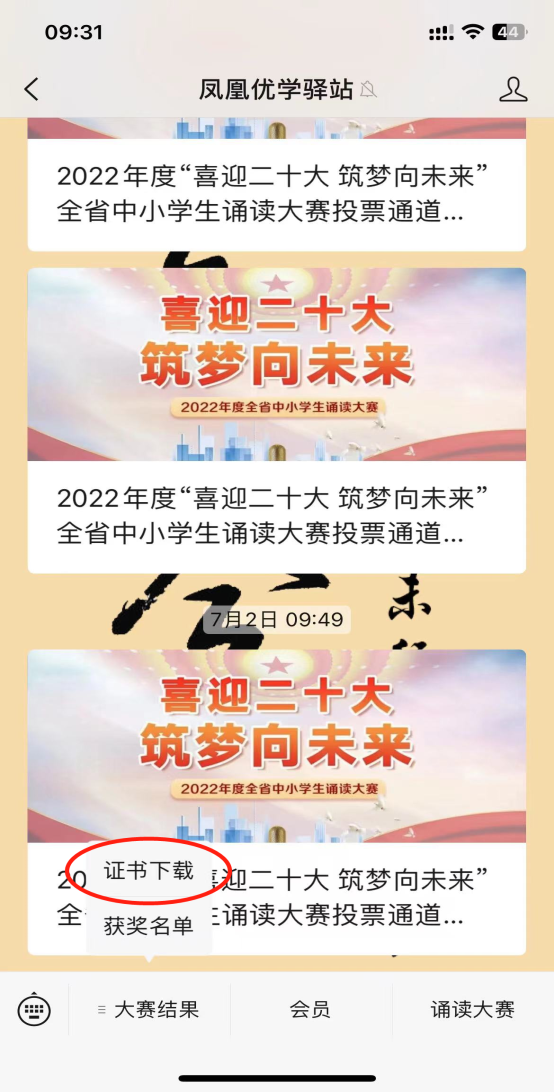 09:31
44
凤凰优学驿站
2022年度“喜迎二十大 筑梦向未来”
全省中小学生诵读大赛投票通道...
喜迎二十大
筑梦向未来
2022年度全省中小学生诵读大赛
2022年度“喜迎二十大 筑梦向未来”
全省中小学生诵读大赛投票通道...
7月2日 09:49
喜迎二十大
筑梦向未来
2022年度全省中小学生诵读大赛
证书下载
20 喜迎二十大 筑梦向未来”
获奖名单
全 生诵读大赛投票通道...
大赛结果
会员
诵读大赛